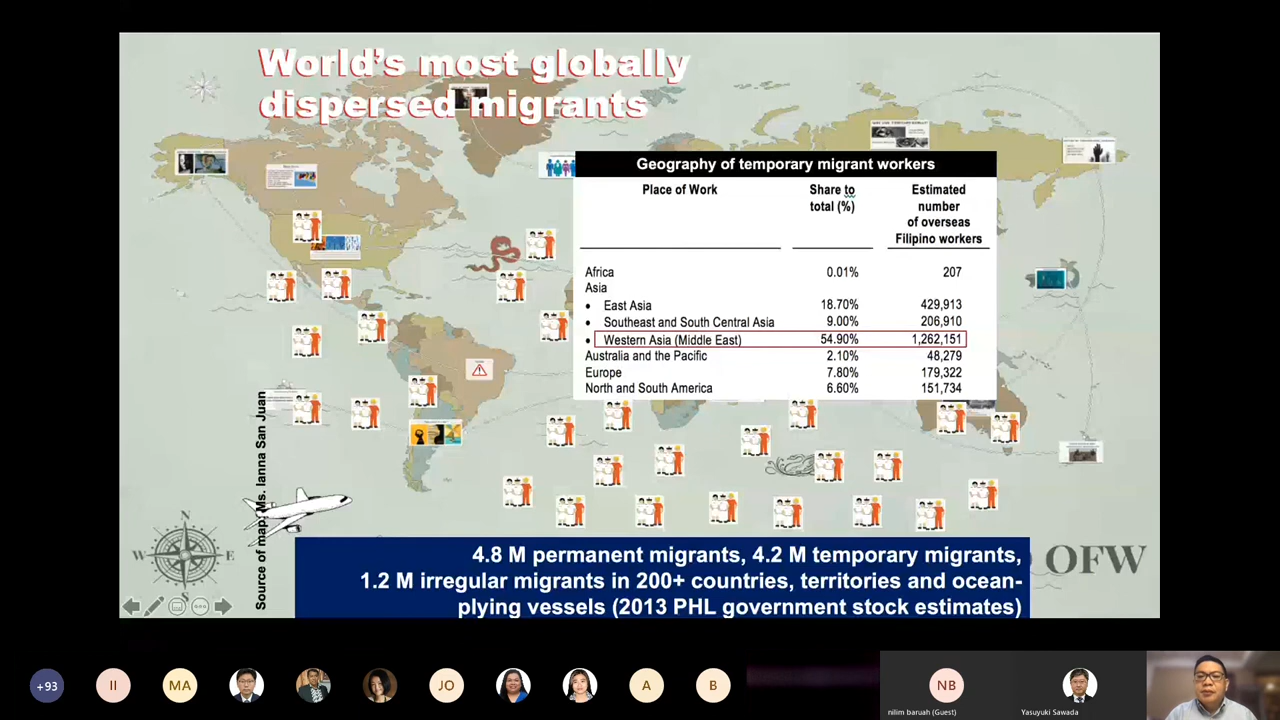 World's most globally
dispersed migrants
Geography of temporary migrant workers
Place of Work
Share to
total (%)
Estimated
number
of overseas
Filipino workers
Africa 0.01% 207
Asia
• East Asia 18.70% 429,913
• Southeast and South Central Asia 9.00% 206,910
• Western Asia (Middle East) 54.90% 1,262,151
Australia and the Pacific 2.10% 48,279
Europe 7.80% 179,322
North and South America 6.60% 151,734
Source of map: Ms. Ianna San Juan
N
W E
S
OFW
4.8 M permanent migrants, 4.2 M temporary migrants,
1.2 M irregular migrants in 200+ countries, territories and ocean-
plying vessels (2013 PHL government stock estimates)
+93 II MA JO A B NB
nilim baruah (Guest) Yasuyuki Sawada